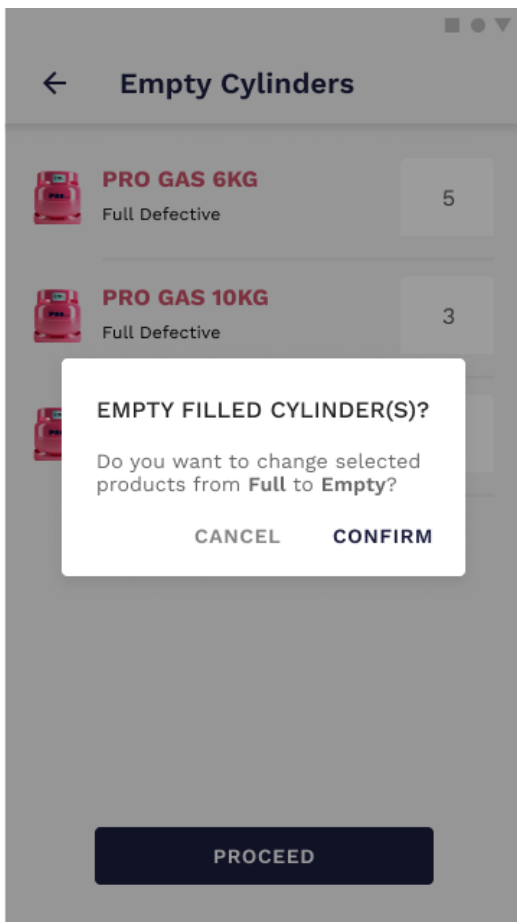 Empty Cylinders
PRO GAS 6KG
5
Full Defective
PRO GAS 10KG
3
Full Defective
EMPTY FILLED CYLINDER(S)?
Do you want to change selected
products from Full to Empty?
CANCEL CONFIRM
PROCEED